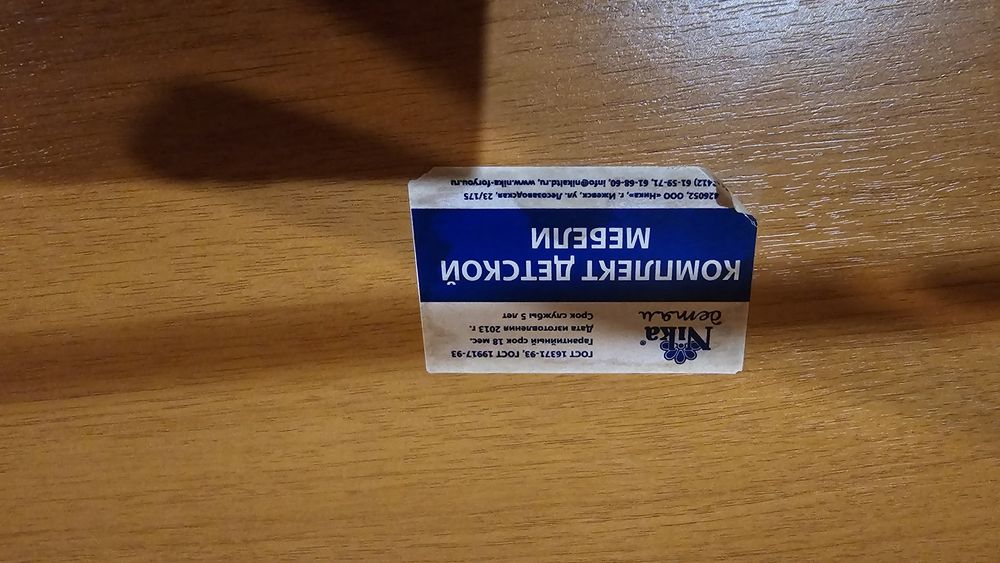 Nika®
детям
ГОСТ 16371-93, ГОСТ 19917-93
Гарантийный срок 18 мес.
Дата изготовления 2013 г.
Срок службы 5 лет
КОМПЛЕКТ ДЕТСКОЙ
МЕБЕЛИ
426052, ООО «Ника», г. Ижевск, ул. Лесозаводская, 23/175
3412) 61-59-71, 61-68-60, info@nikaltd.ru, www.nika-foryou.ru